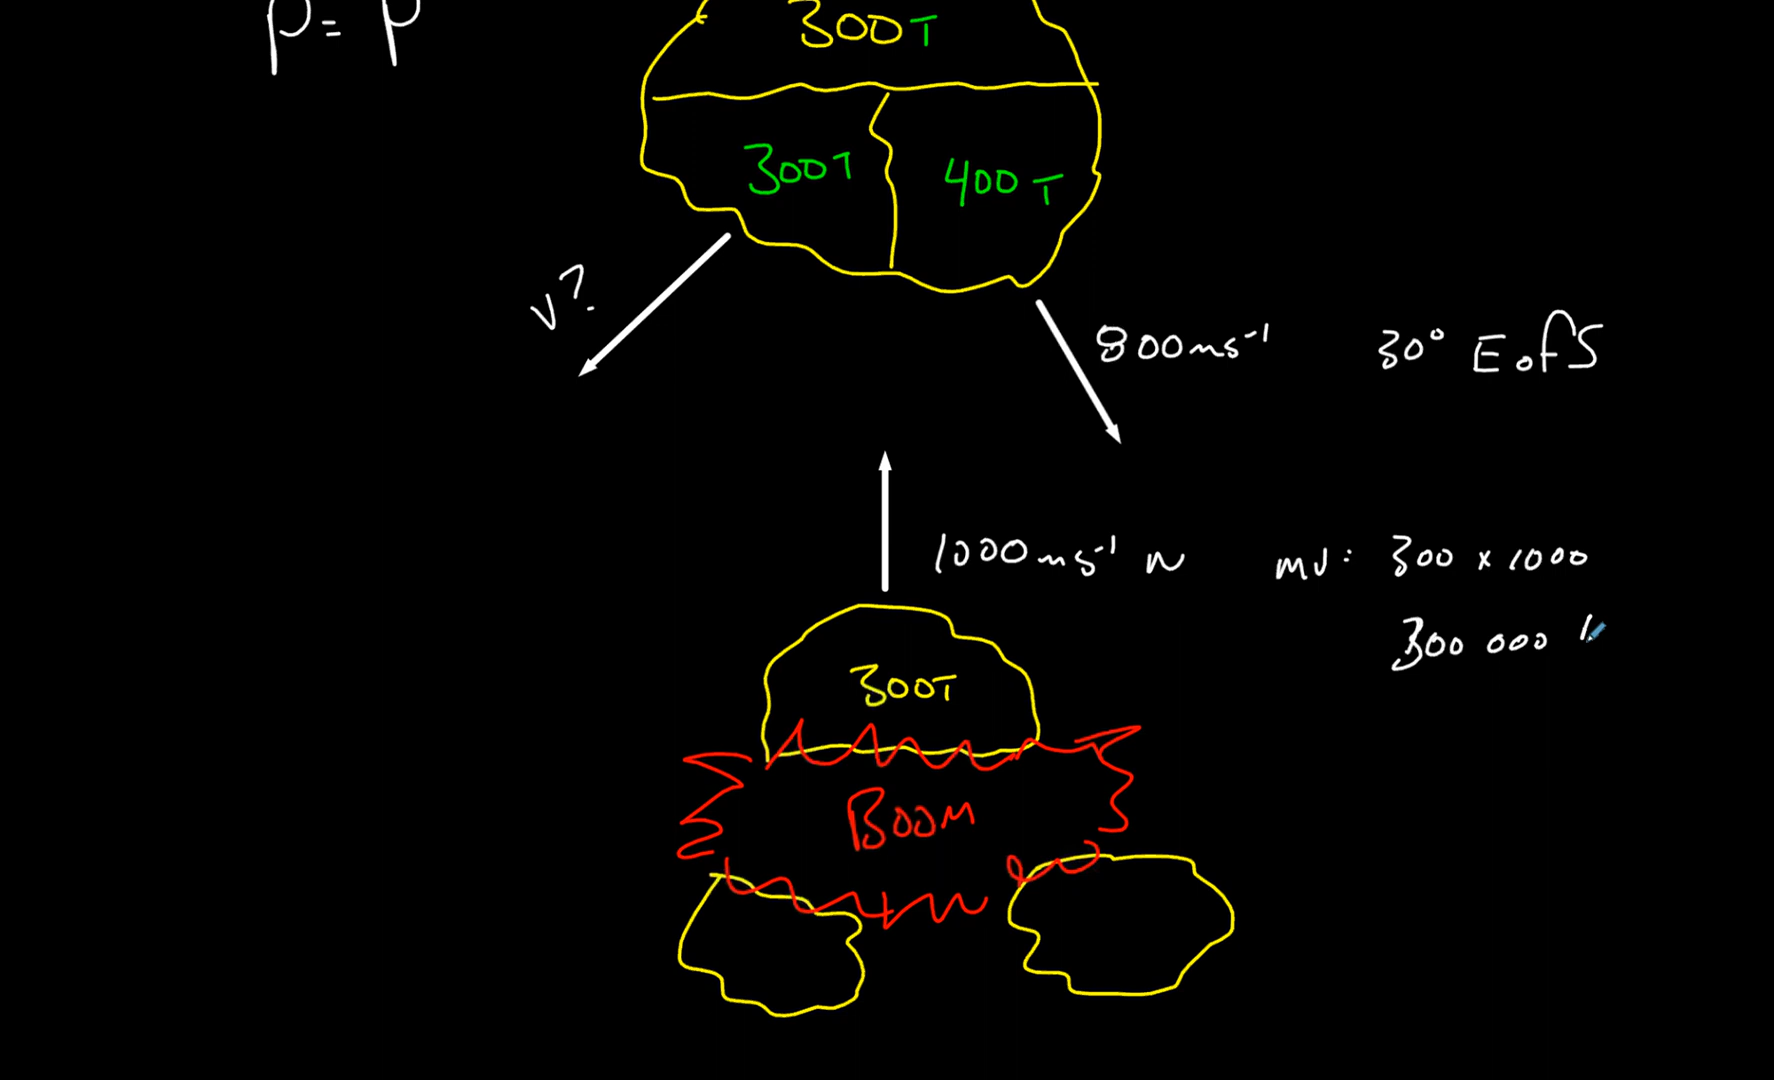 p = p
300T
300T
400T
v?
800ms⁻¹ 30° E of S
1000ms⁻¹ N mv: 300 x 1000
300 000
300T
BOOM